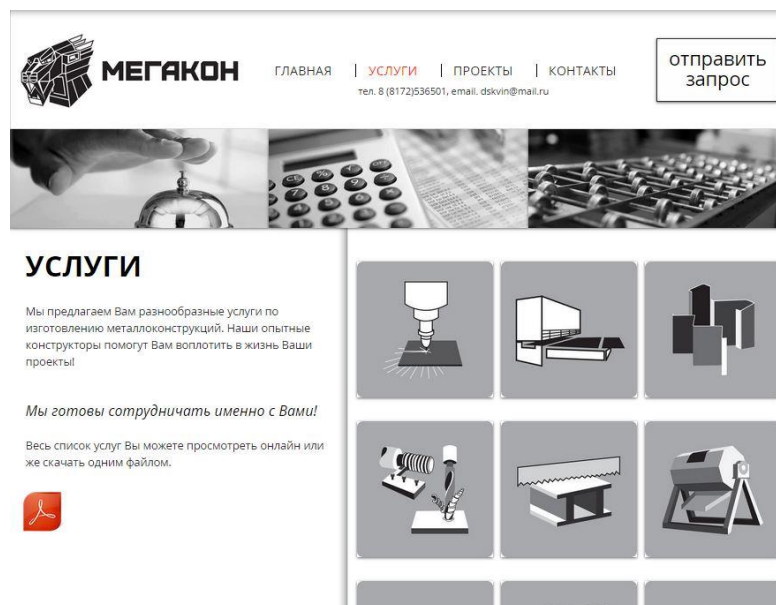 МЕГАКОН
ГЛАВНАЯ | УСЛУГИ | ПРОЕКТЫ | КОНТАКТЫ
тел. 8 (8172)536501, email. dskvin@mail.ru
отправить
запрос
УСЛУГИ
Мы предлагаем Вам разнообразные услуги по
изготовлению металлоконструкций. Наши опытные
конструкторы помогут Вам воплотить в жизнь Ваши
проекты!
Мы готовы сотрудничать именно с Вами!
Весь список услуг Вы можете просмотреть онлайн или
же скачать одним файлом.